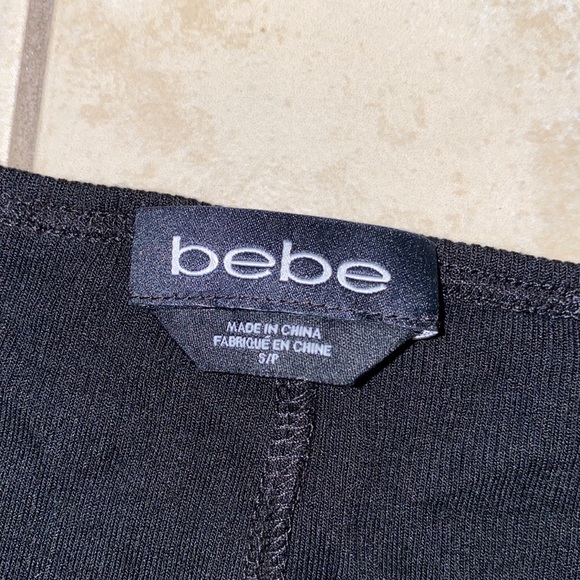 bebe
MADE IN CHINA
FABRIQUÉ EN CHINE
S/P